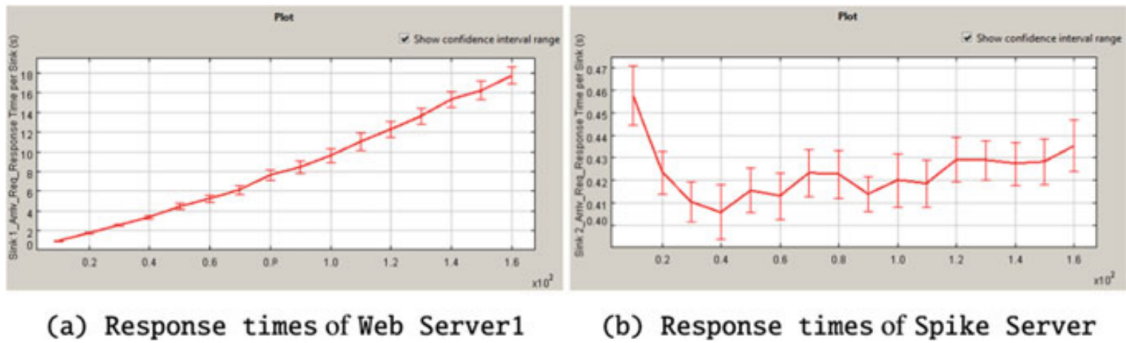 Plot
Show confidence interval range
Sink 1_Arriv_Req_Response Time per Sink (s)
18
16
14
12
10
8
6
4
2
0
0.2 0.4 0.6 0.8 1.0 1.2 1.4 1.6
x10²
(a) Response times of Web Server1
Plot
Show confidence interval range
Sink 2_Arriv_Req_Response Time per Sink (s)
0.47
0.46
0.45
0.44
0.43
0.42
0.41
0.40
0.2 0.4 0.6 0.8 1.0 1.2 1.4 1.6
x10²
(b) Response times of Spike Server